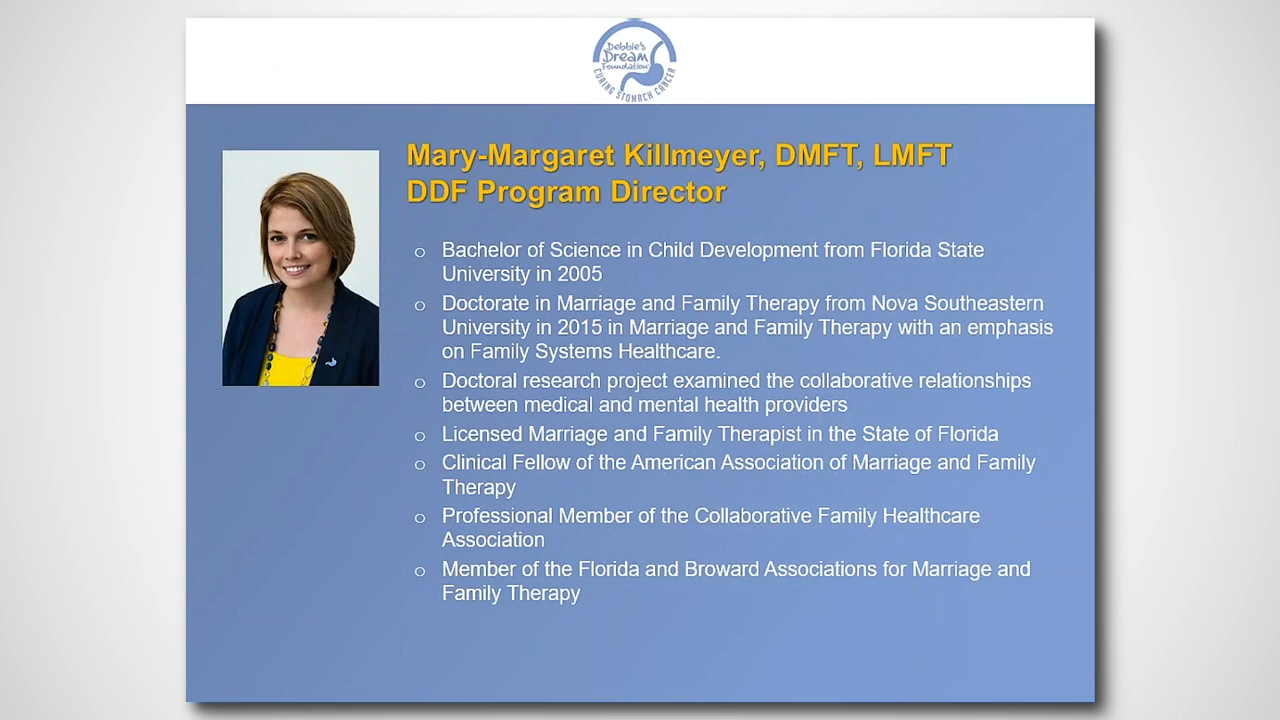 Debbie's
Dream
Foundation
CURING STOMACH CANCER
Mary-Margaret Killmeyer, DMFT, LMFT
DDF Program Director
Bachelor of Science in Child Development from Florida State
University in 2005
Doctorate in Marriage and Family Therapy from Nova Southeastern
University in 2015 in Marriage and Family Therapy with an emphasis
on Family Systems Healthcare.
Doctoral research project examined the collaborative relationships
between medical and mental health providers
Licensed Marriage and Family Therapist in the State of Florida
Clinical Fellow of the American Association of Marriage and Family
Therapy
Professional Member of the Collaborative Family Healthcare
Association
Member of the Florida and Broward Associations for Marriage and
Family Therapy